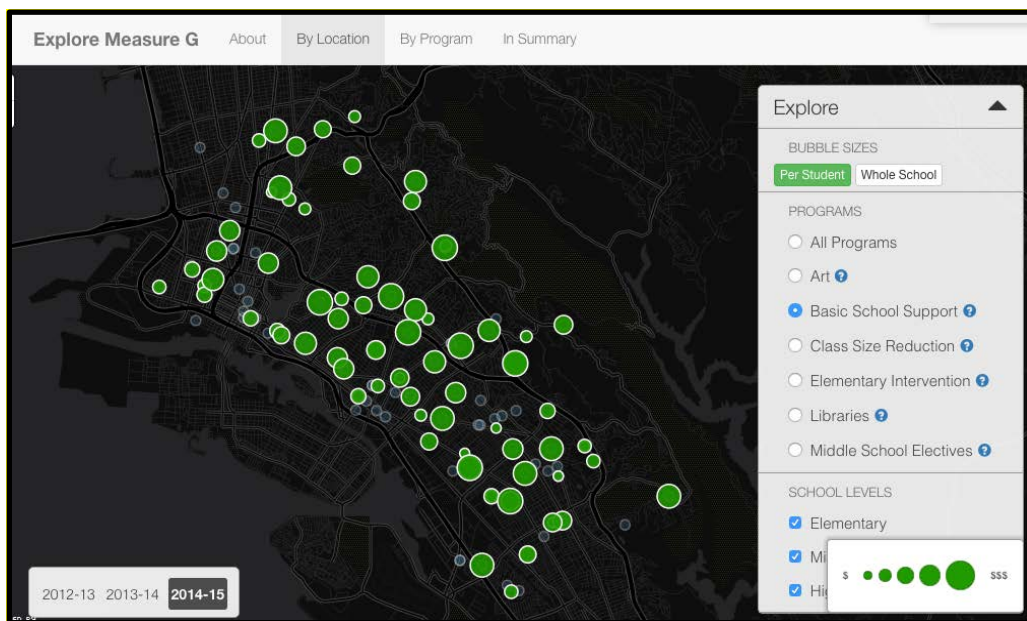 Explore Measure G About By Location By Program In Summary
Explore
BUBBLE SIZES
Per Student Whole School
PROGRAMS
All Programs
Art ?
Basic School Support ?
Class Size Reduction ?
Elementary Intervention ?
Libraries ?
Middle School Electives ?
SCHOOL LEVELS
Elementary
Mi
Hig
$ $$$
2012-13 2013-14 2014-15